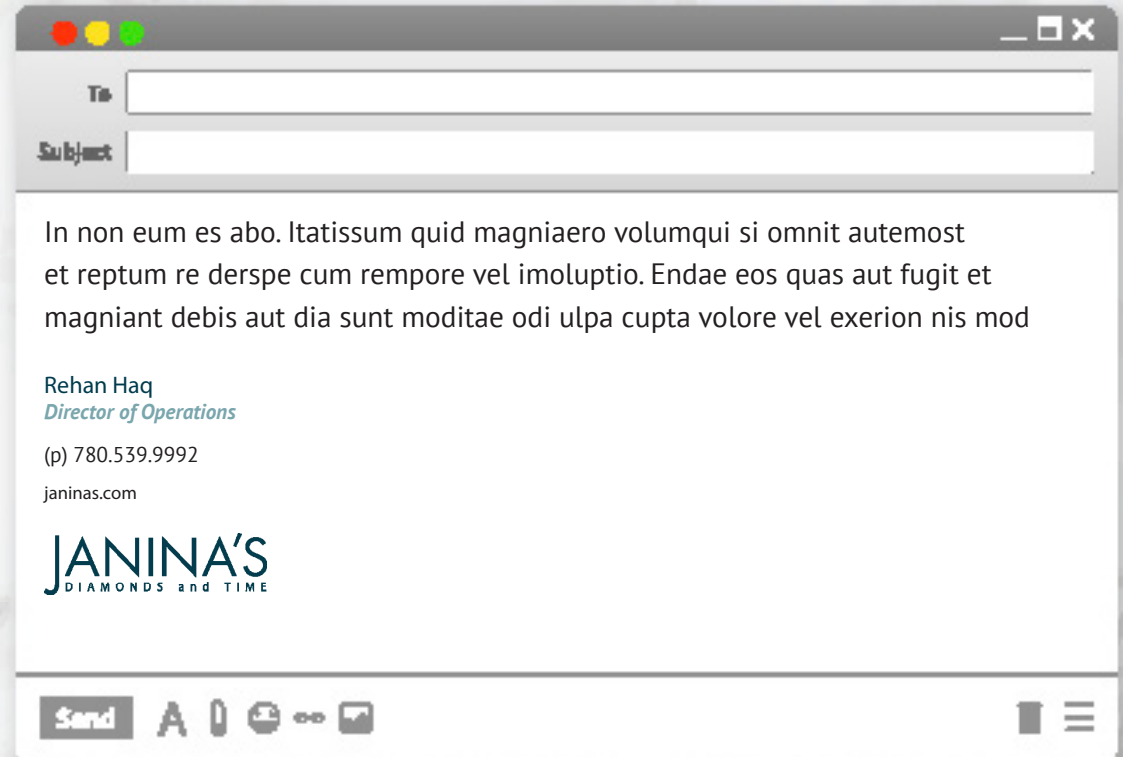 To
Subject
In non eum es abo. Itatissum quid magniaero volumqui si omnit autemost
et reptum re derspe cum rempore vel imoluptio. Endae eos quas aut fugit et
magniant debis aut dia sunt moditae odi ulpa cupta volore vel exerion nis mod
Rehan Haq
Director of Operations
(p) 780.539.9992
janinas.com
JANINA'S
DIAMONDS and TIME
Send